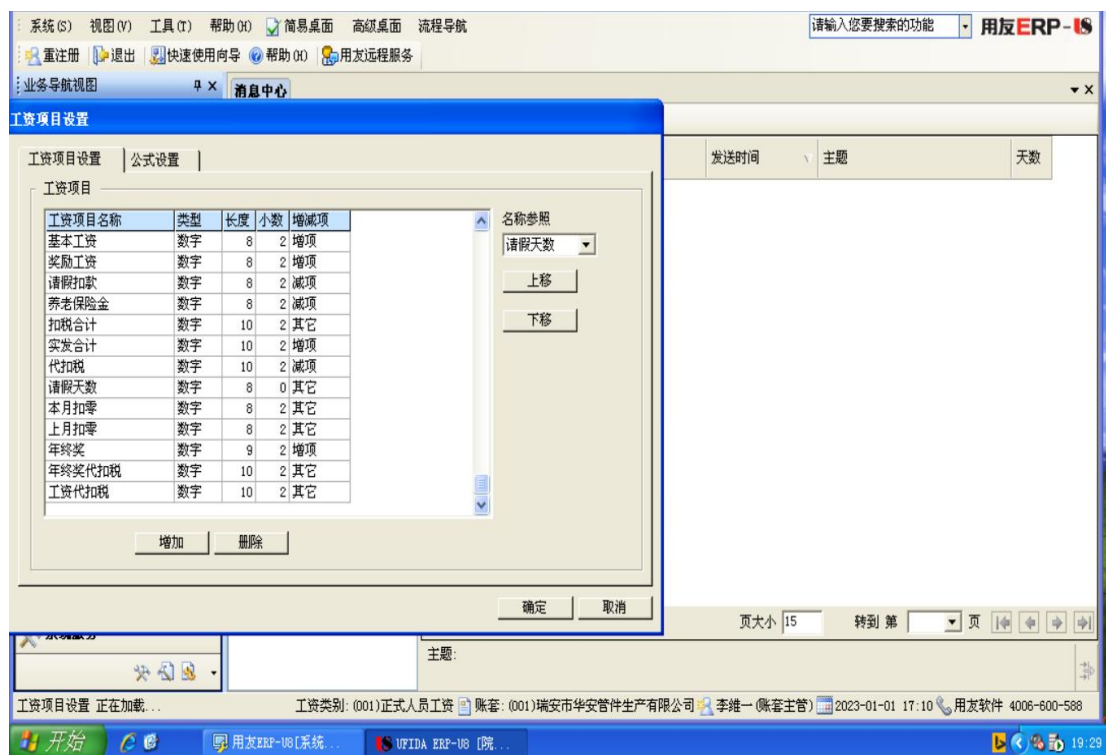 系统(S) 视图(V) 工具(T) 帮助(H) 简易桌面 高级桌面 流程导航 请输入您要搜索的功能 用友ERP-U8
重注册 退出 快速使用向导 帮助(H) 用友远程服务
业务导航视图 消息中心
工资项目设置
工资项目设置 公式设置 发送时间 主题 天数
工资项目
工资项目名称 类型 长度 小数 增减项 名称参照
基本工资 数字 8 2 增项 请假天数
奖励工资 数字 8 2 增项
请假扣款 数字 8 2 减项 上移
养老保险金 数字 8 2 减项
扣税合计 数字 10 2 其它 下移
实发合计 数字 10 2 增项
代扣税 数字 10 2 减项
请假天数 数字 8 0 其它
本月扣零 数字 8 2 其它
上月扣零 数字 8 2 其它
年终奖 数字 9 2 增项
年终奖代扣税 数字 10 2 其它
工资代扣税 数字 10 2 其它
增加 删除
确定 取消
页大小 15 转到 第 页
主题:
工资项目设置 正在加载... 工资类别:(001)正式人员工资 账套:(001)瑞安市华安管件生产有限公司 李维一(账套主管) 2023-01-01 17:10 用友软件 4006-600-588
开始 用友ERP-U8[系统... UFIDA ERP-U8 [院... 19:29